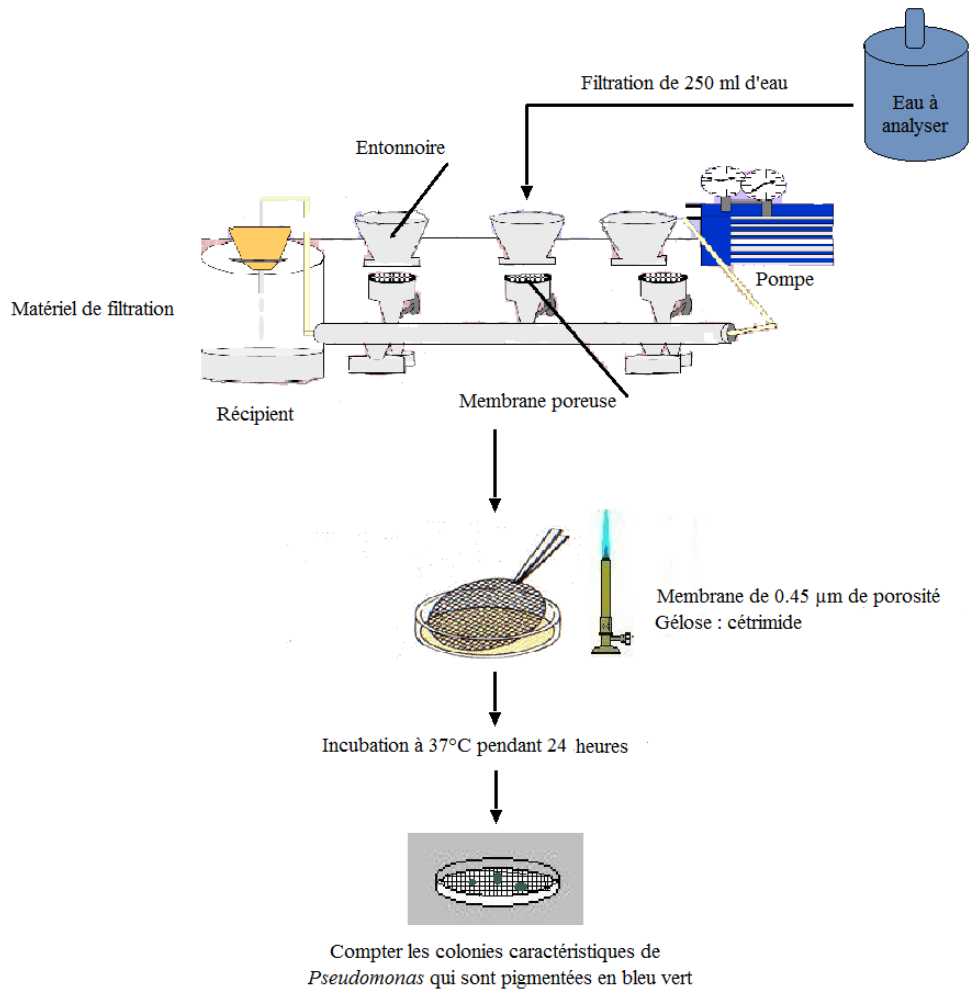 Filtration de 250 ml d'eau
Eau à
analyser
Entonnoire
Pompe
Matériel de filtration
Membrane poreuse
Récipient
Membrane de 0.45 µm de porosité
Gélose : cétrimide
Incubation à 37°C pendant 24 heures
Compter les colonies caractéristiques de
Pseudomonas qui sont pigmentées en bleu vert